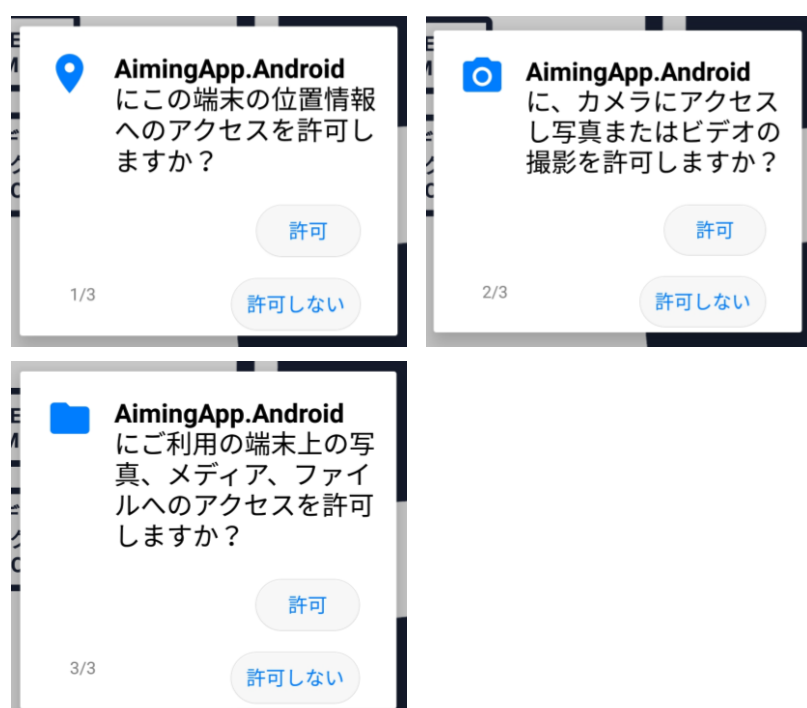 AimingApp.Android
にこの端末の位置情報
へのアクセスを許可し
ますか？
許可
1/3
許可しない
AimingApp.Android
に、カメラにアクセス
し写真またはビデオの
撮影を許可しますか？
許可
2/3
許可しない
AimingApp.Android
にご利用の端末上の写
真、メディア、ファイ
ルへのアクセスを許可
しますか？
許可
3/3
許可しない